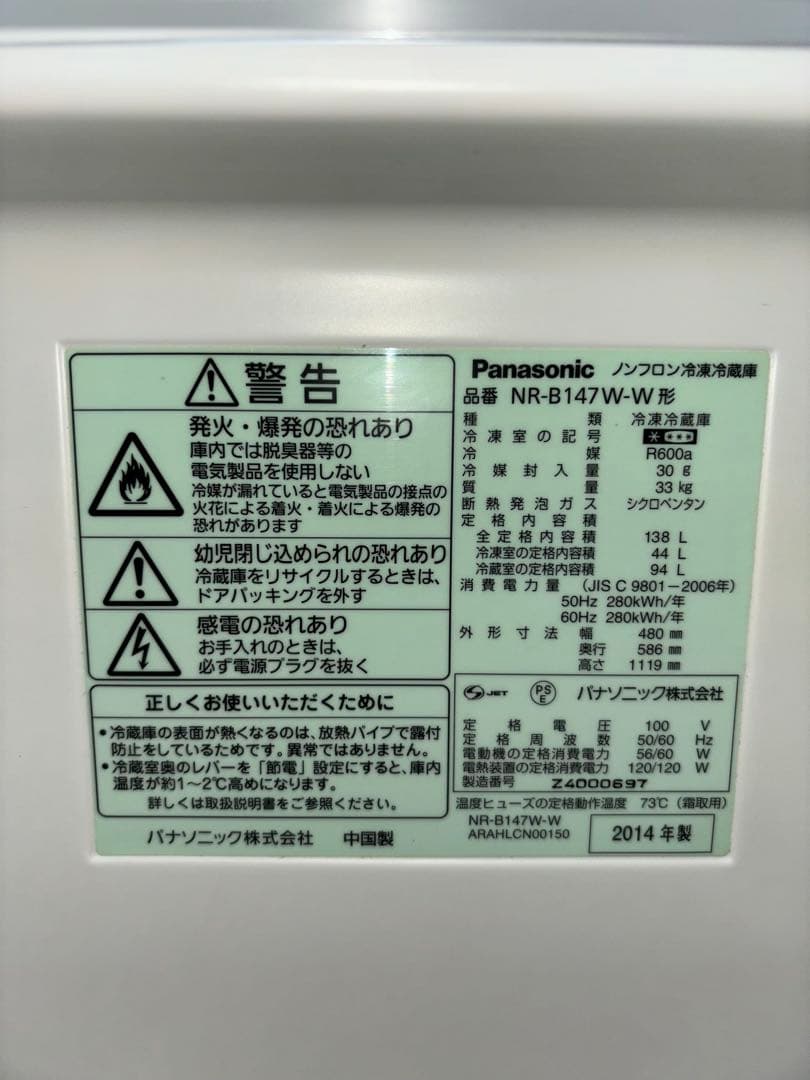 警告
発火・爆発の恐れあり
庫内では脱臭器等の
電気製品を使用しない
冷媒が漏れていると電気製品の接点の
火花による着火・着火による爆発の
恐れがあります
幼児閉じ込められの恐れあり
冷蔵庫をリサイクルするときは、
ドアパッキングを外す
感電の恐れあり
お手入れのときは、
必ず電源プラグを抜く
正しくお使いいただくために
・冷蔵庫の表面が熱くなるのは、放熱パイプで露付
防止をしているためです。異常ではありません。
・冷蔵室奥のレバーを「節電」設定にすると、庫内
温度が約1〜2℃高めになります。
詳しくは取扱説明書をご参照ください。
パナソニック株式会社 中国製
Panasonic ノンフロン冷凍冷蔵庫
品番 NR-B147W-W形
種類 冷凍冷蔵庫
冷凍室の記号 ＊＊＊＊
冷媒 R600a
冷媒封入量 30 g
質量 33 kg
断熱発泡ガス シクロペンタン
定格内容積
全定格内容積 138 L
冷凍室の定格内容積 44 L
冷蔵室の定格内容積 94 L
消費電力量 (JIS C 9801-2006年)
50Hz 280kWh/年
60Hz 280kWh/年
外形寸法 幅 480 mm
奥行 586 mm
高さ 1119 mm
S JET PSE パナソニック株式会社
定格電圧 100 V
定格周波数 50/60 Hz
電動機の定格消費電力 56/60 W
電熱装置の定格消費電力 120/120 W
製造番号 Z4000697
温度ヒューズの定格動作温度 73℃（霜取用）
NR-B147W-W
ARAHLCN00150
2014年製